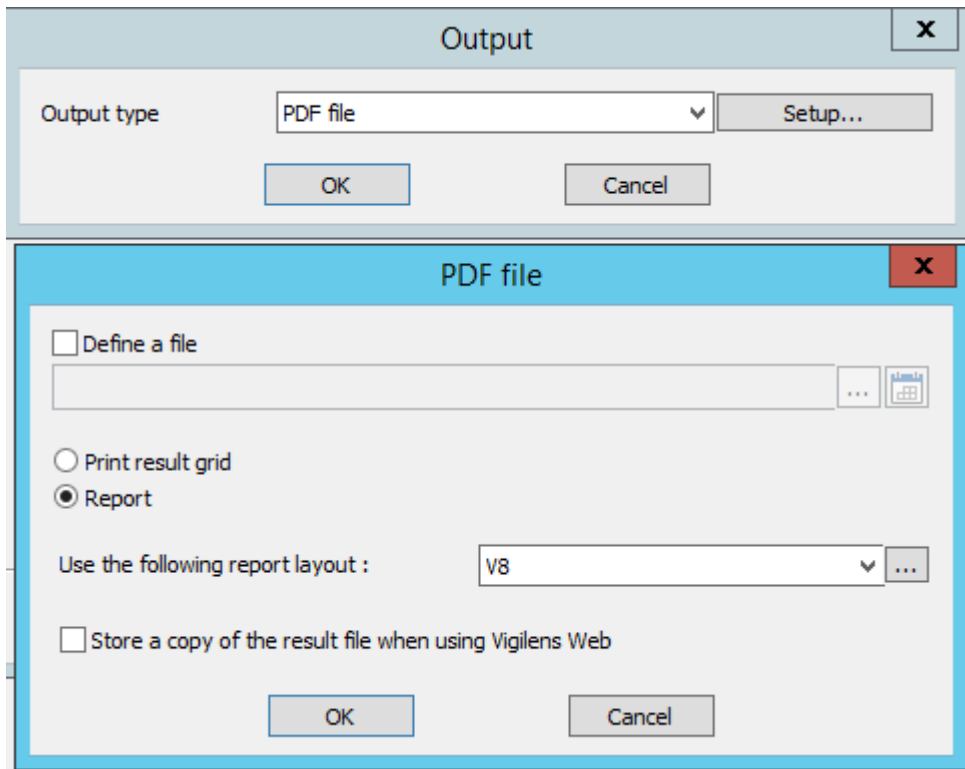 Output
x
Output type PDF file Setup...
OK Cancel
PDF file
x
Define a file
...
Print result grid
Report
Use the following report layout : V8 ...
Store a copy of the result file when using Vigilens Web
OK Cancel